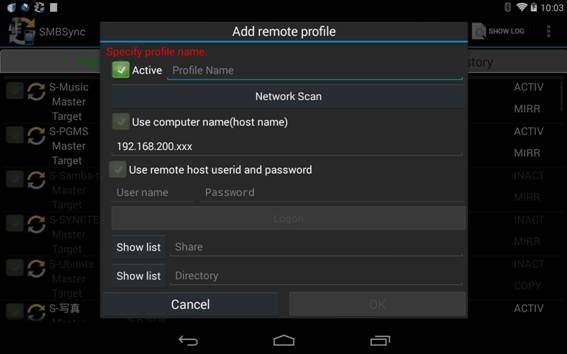 10:03
SMBSync
SHOW LOG
Add remote profile
Specify profile name.
Active
Profile Name
Network Scan
Use computer name(host name)
192.168.200.xxx
Use remote host userid and password
User name
Password
Logon
Show list
Share
Show list
Directory
Cancel
OK
S-Music
Master
Target
ACTIV
MIRR
S-PGMS
Master
Target
ACTIV
MIRR
Master
Target
INACT
MIRR
S-SYNCTE
Master
Target
INACT
MIRR
S-Ubuntu
Master
Target
INACT
COPY
S-写真
ACTIV